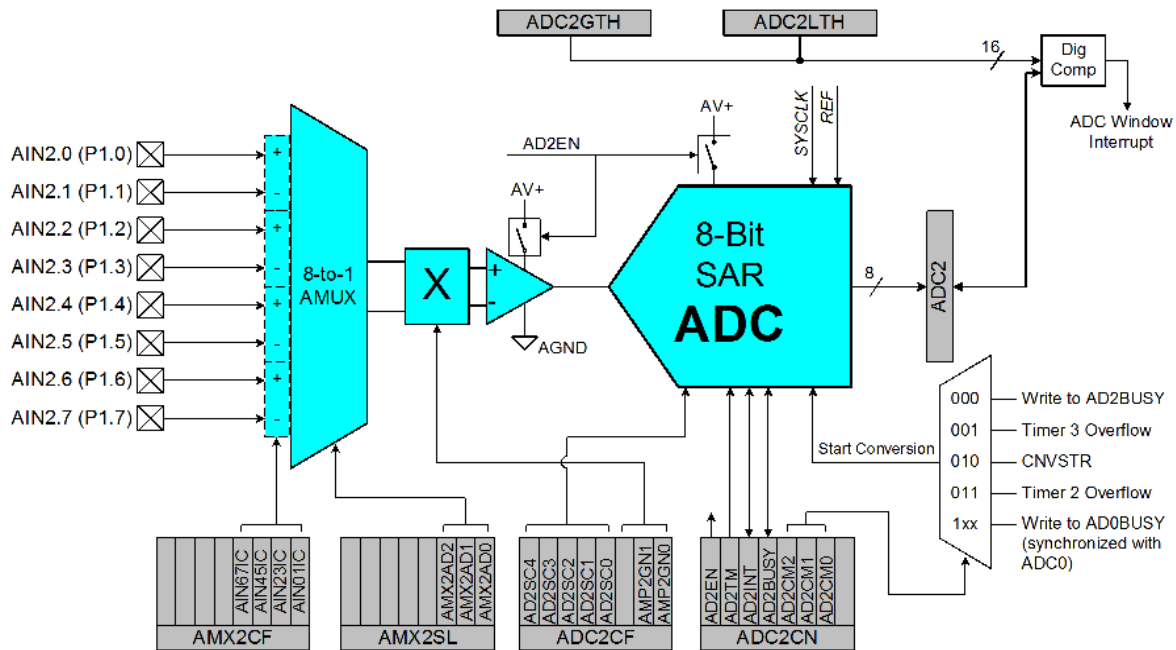 ADC2GTH
ADC2LTH
16
Dig
Comp
ADC Window
Interrupt
SYSCLK
REF
AV+
AD2EN
AV+
AIN2.0 (P1.0)
+
AIN2.1 (P1.1)
-
AIN2.2 (P1.2)
+
AIN2.3 (P1.3)
-
AIN2.4 (P1.4)
+
AIN2.5 (P1.5)
-
AIN2.6 (P1.6)
+
AIN2.7 (P1.7)
-
8-to-1
AMUX
X
+
-
AGND
8-Bit
SAR
ADC
8
ADC2
Start Conversion
000
Write to AD2BUSY
001
Timer 3 Overflow
010
CNVSTR
011
Timer 2 Overflow
1xx
Write to AD0BUSY
(synchronized with
ADC0)
AIN67IC
AIN45IC
AIN23IC
AIN01IC
AMX2CF
AMX2AD2
AMX2AD1
AMX2AD0
AMX2SL
AD2SC4
AD2SC3
AD2SC2
AD2SC1
AD2SC0
AMP2GN1
AMP2GN0
ADC2CF
AD2EN
AD2TM
AD2INT
AD2BUSY
AD2CM2
AD2CM1
AD2CM0
ADC2CN